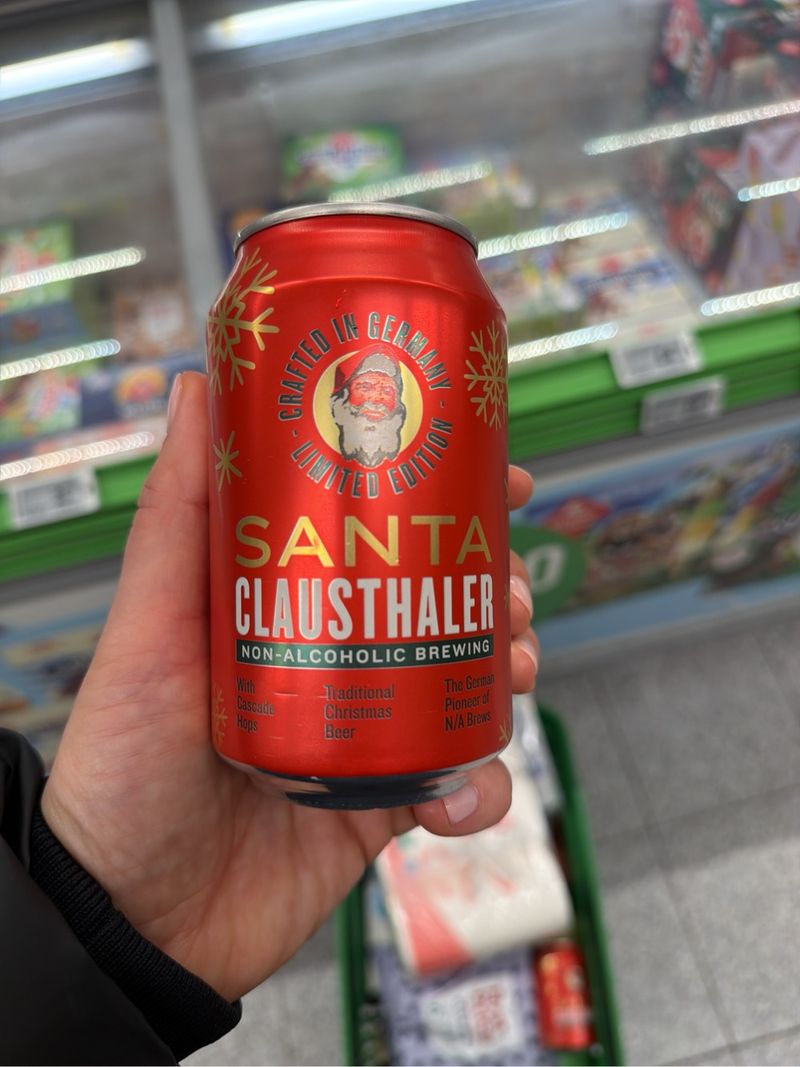 CRAFTED IN GERMANY
- LIMITED EDITION -
SANTA
CLAUSTHALER
NON-ALCOHOLIC BREWING
With
Cascade
Hops
Traditional
Christmas
Beer
The German
Pioneer of
N/A Brews